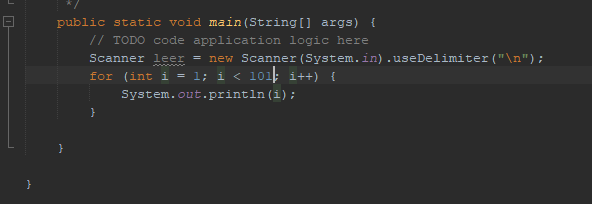 */
public static void main(String[] args) {
// TODO code application logic here
Scanner leer = new Scanner(System.in).useDelimiter("\n");
for (int i = 1; i < 101; i++) {
System.out.println(i);
}
}
}